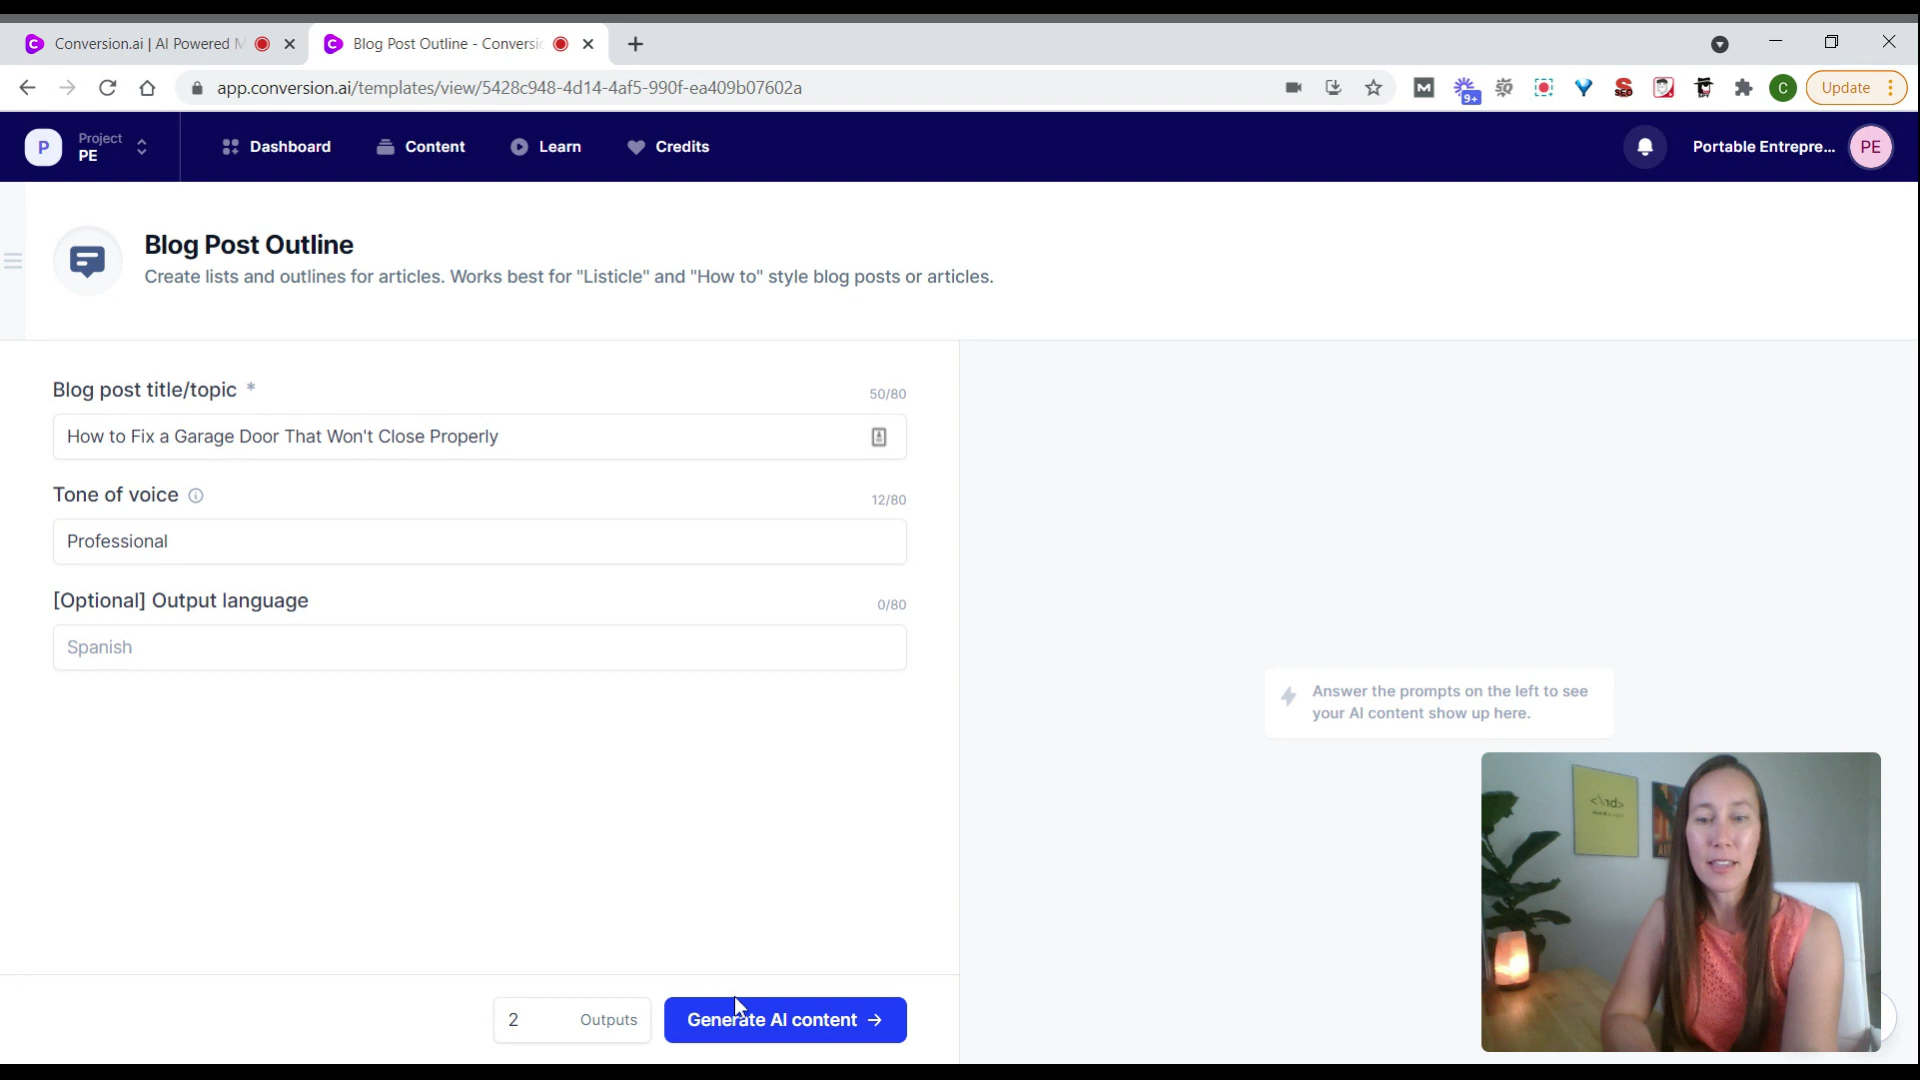 Conversion.ai | AI Powered M
Blog Post Outline - Conversi
app.conversion.ai/templates/view/5428c948-4d14-4af5-990f-ea409b07602a
9+
SEO
C
Update
P
Project
PE
Dashboard
Content
Learn
Credits
Portable Entrepre...
PE
Blog Post Outline
Create lists and outlines for articles. Works best for "Listicle" and "How to" style blog posts or articles.
Blog post title/topic *
50/80
How to Fix a Garage Door That Won't Close Properly
Tone of voice
12/80
Professional
[Optional] Output language
0/80
Spanish
Answer the prompts on the left to see
your AI content show up here.
2 Outputs
Generate AI content